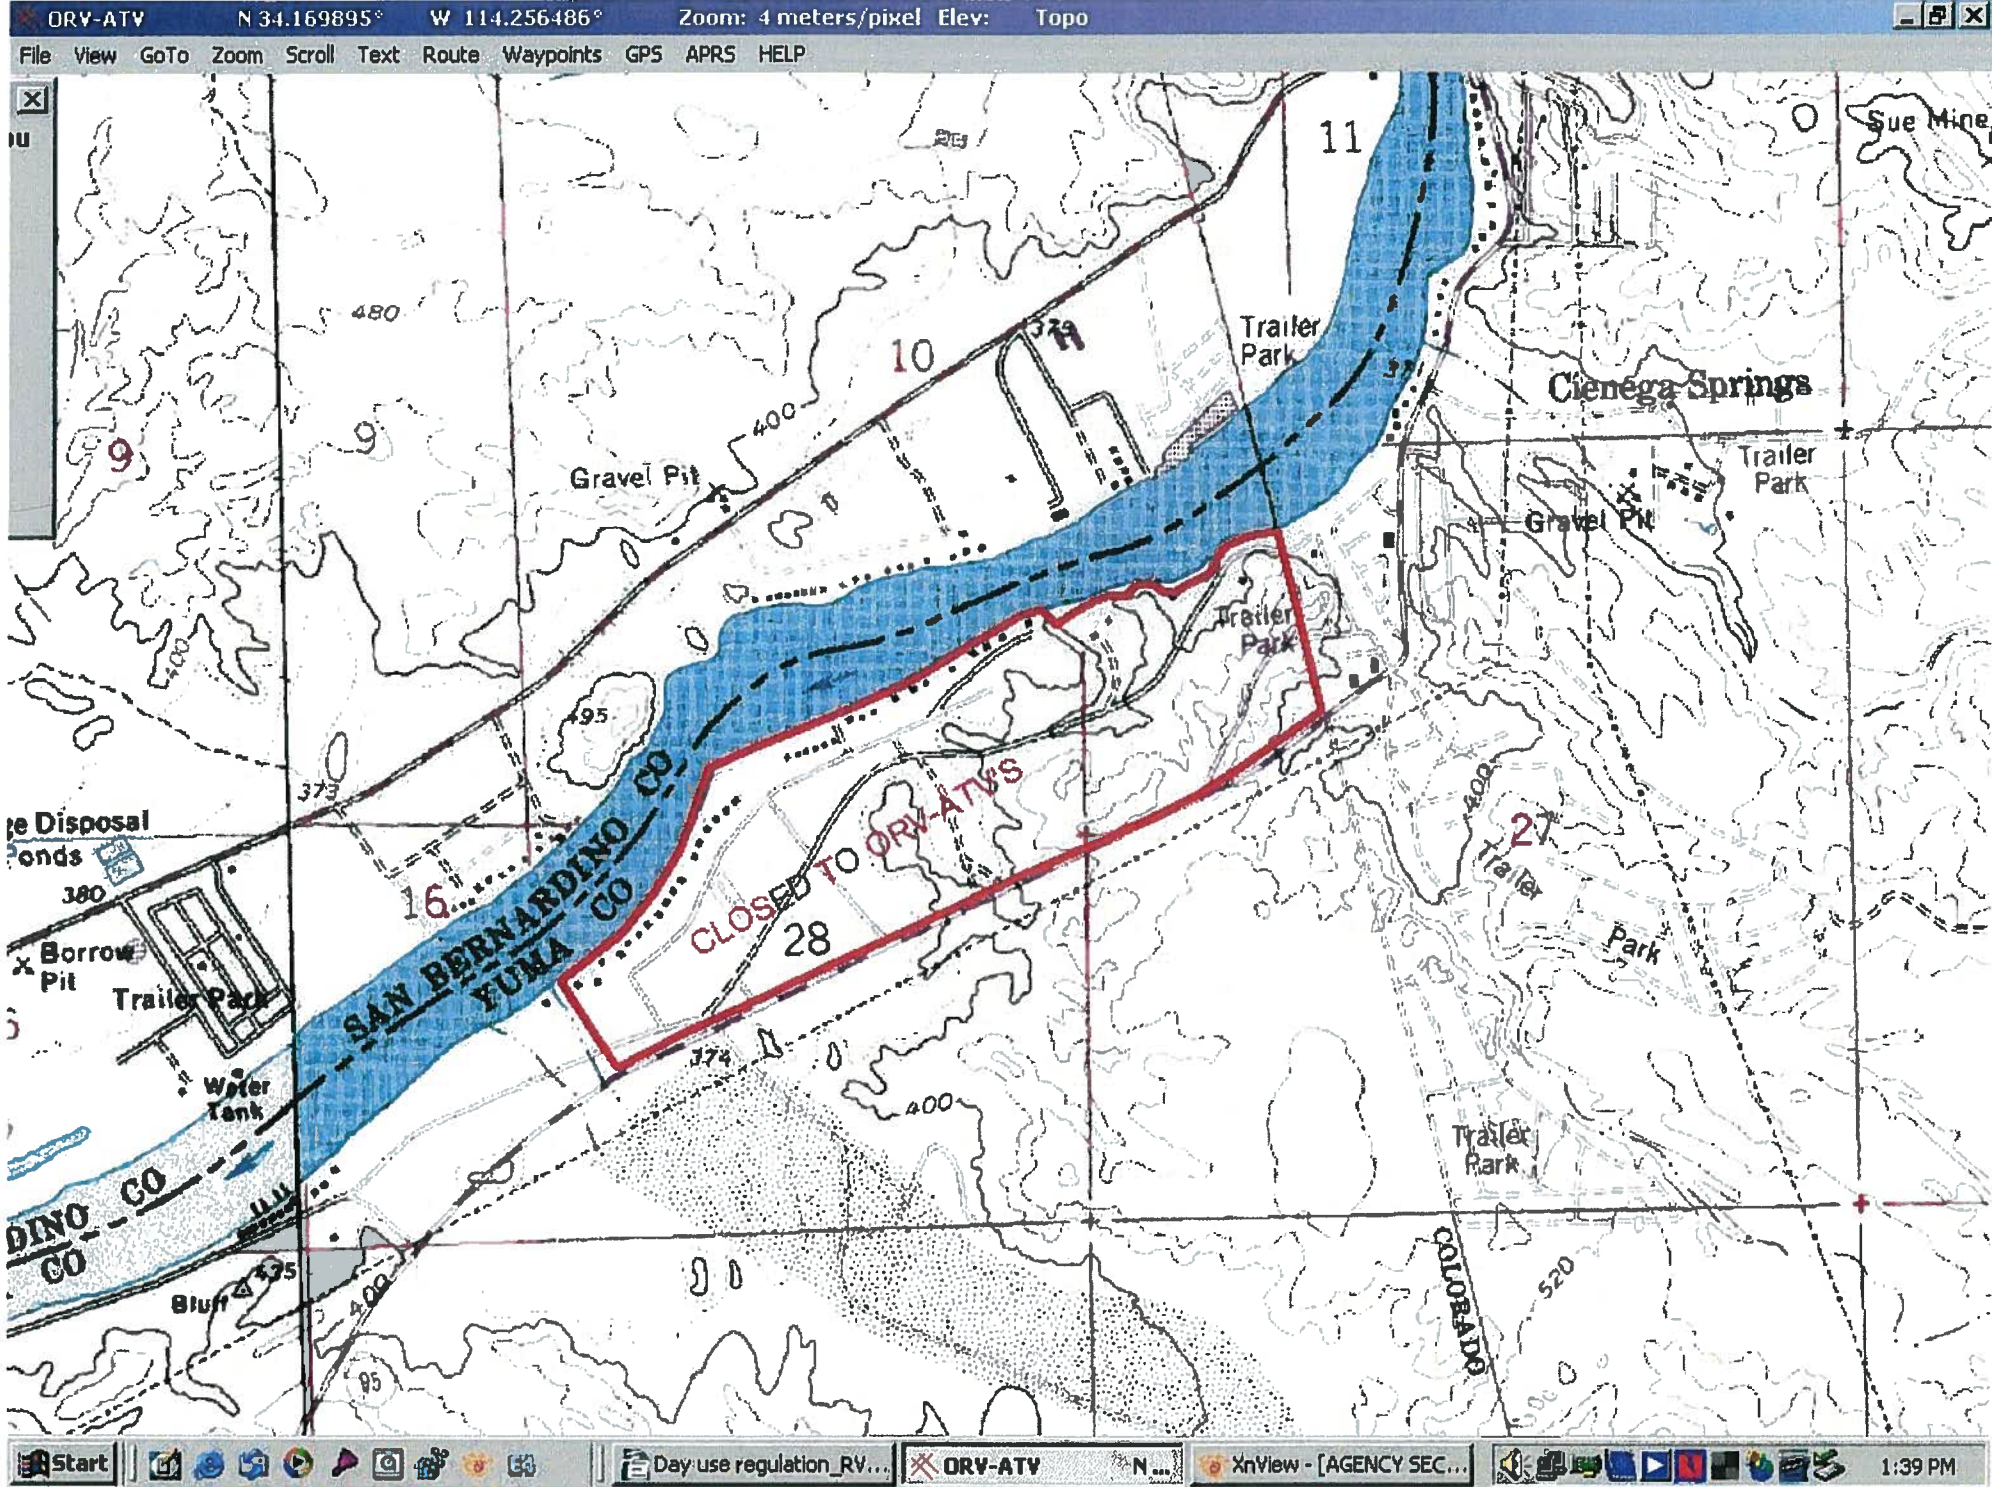 ORV-ATV N 34.169895° W 114.256486° Zoom: 4 meters/pixel Elev: Topo
File View GoTo Zoom Scroll Text Route Waypoints GPS APRS HELP
11
Sue Mine
480
379
10
Trailer
Park
Cienega Springs
400
9
9
Gravel Pit
Trailer
Park
Gravel Pit
400
Trailer
Park
495
373
400
CLOSED TO ORV-ATV'S
27
Disposal
Ponds
380
16
SAN BERNARDINO CO
YUMA CO
28
Trailer
Park
Borrow
Pit
Trailer Park
374
Water
Tank
400
Trailer
Park
DINO CO
CO
COLORADO
520
Bluff
400
95
Start
Day use regulation_RV...
ORV-ATV N...
XnView - [AGENCY SEC...
1:39 PM